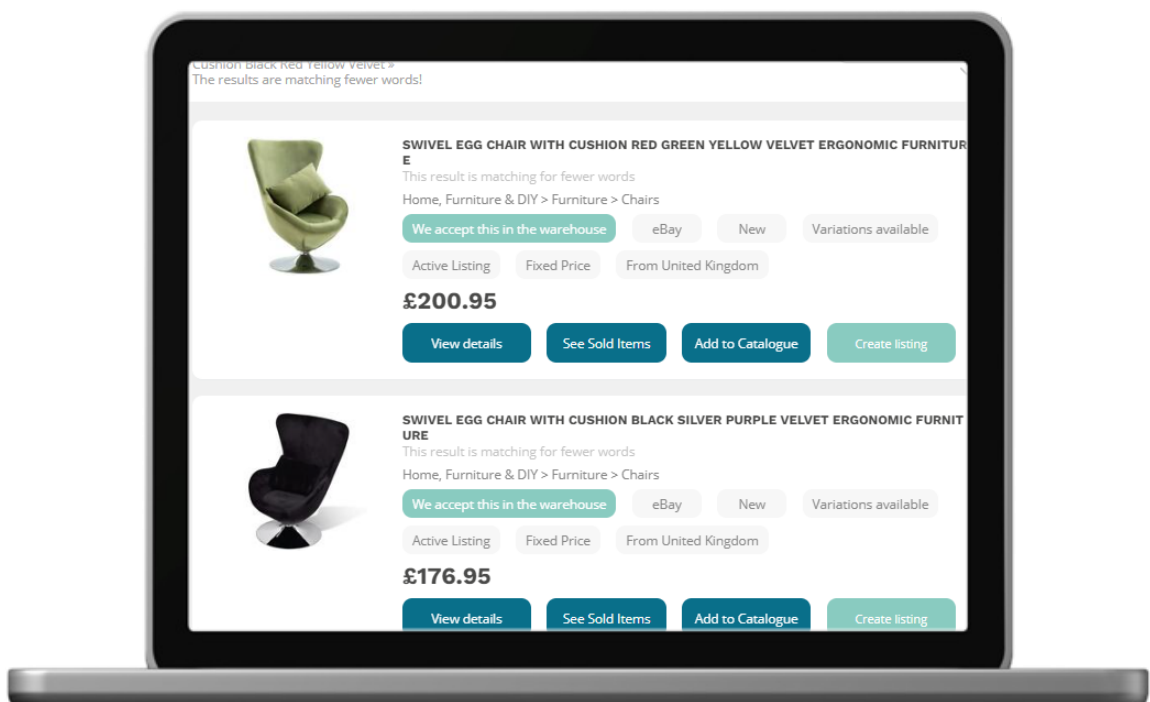 Cushion Black Red Yellow Velvet »
The results are matching fewer words!
SWIVEL EGG CHAIR WITH CUSHION RED GREEN YELLOW VELVET ERGONOMIC FURNITUR
E
This result is matching for fewer words
Home, Furniture & DIY > Furniture > Chairs
We accept this in the warehouse eBay New Variations available
Active Listing Fixed Price From United Kingdom
£200.95
View details See Sold Items Add to Catalogue Create listing
SWIVEL EGG CHAIR WITH CUSHION BLACK SILVER PURPLE VELVET ERGONOMIC FURNIT
URE
This result is matching for fewer words
Home, Furniture & DIY > Furniture > Chairs
We accept this in the warehouse eBay New Variations available
Active Listing Fixed Price From United Kingdom
£176.95
View details See Sold Items Add to Catalogue Create listing